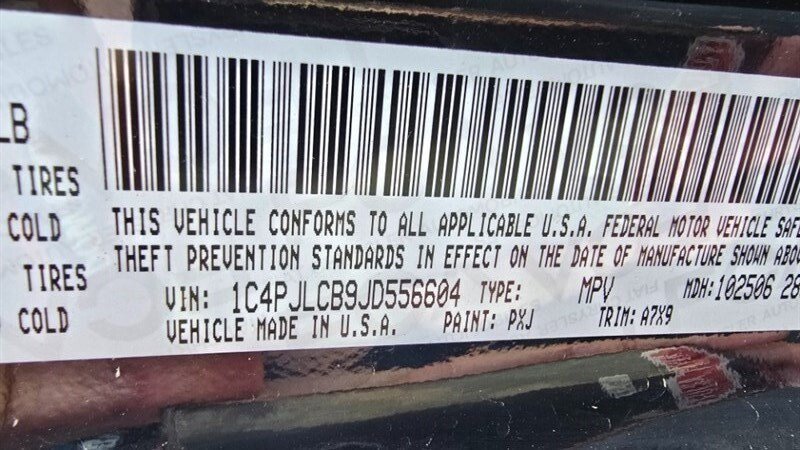 LB
TIRES
COLD
TIRES
COLD
THIS VEHICLE CONFORMS TO ALL APPLICABLE U.S.A. FEDERAL MOTOR VEHICLE SAF
THEFT PREVENTION STANDARDS IN EFFECT ON THE DATE OF MANUFACTURE SHOWN ABO
VIN: 1C4PJLCB9JD556604 TYPE: MPV MDH:102506 28
VEHICLE MADE IN U.S.A. PAINT: PXJ TRIM: A7X9